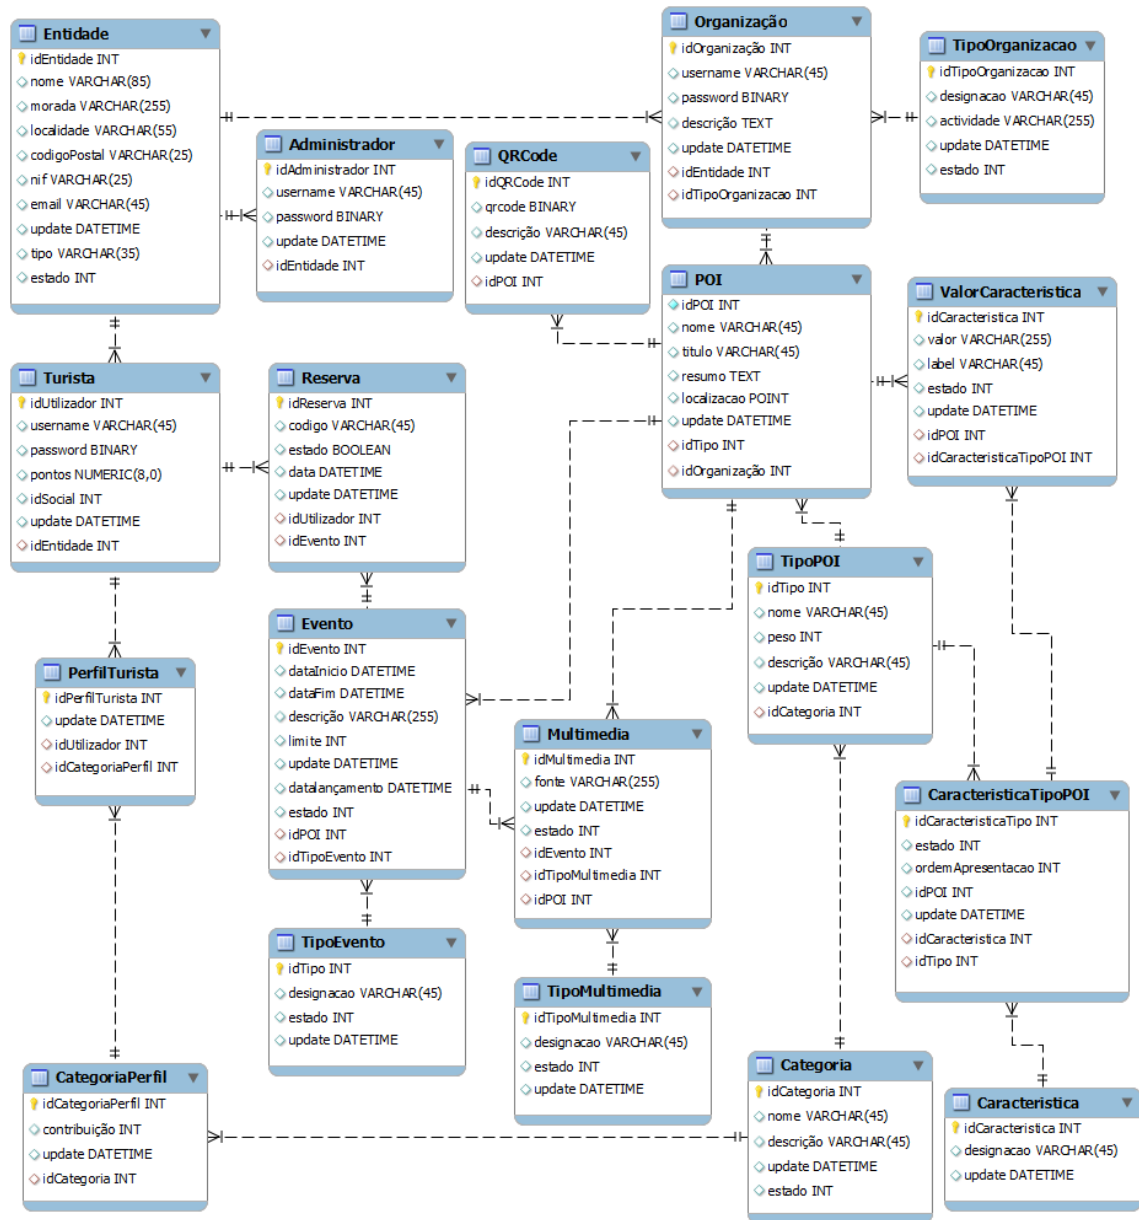 Entidade
idEntidade INT
nome VARCHAR(85)
morada VARCHAR(255)
localidade VARCHAR(55)
codigoPostal VARCHAR(25)
nif VARCHAR(25)
email VARCHAR(45)
update DATETIME
tipo VARCHAR(35)
estado INT
Administrador
idAdministrador INT
username VARCHAR(45)
password BINARY
update DATETIME
idEntidade INT
QRCode
idQRCode INT
qrcode BINARY
descrição VARCHAR(45)
update DATETIME
idPOI INT
Organização
idOrganização INT
username VARCHAR(45)
password BINARY
descrição TEXT
update DATETIME
idEntidade INT
idTipoOrganizacao INT
TipoOrganizacao
idTipoOrganizacao INT
designacao VARCHAR(45)
actividade VARCHAR(255)
update DATETIME
estado INT
POI
idPOI INT
nome VARCHAR(45)
titulo VARCHAR(45)
resumo TEXT
localizacao POINT
update DATETIME
idTipo INT
idOrganização INT
ValorCaracteristica
idCaracteristica INT
valor VARCHAR(255)
label VARCHAR(45)
estado INT
update DATETIME
idPOI INT
idCaracteristicaTipoPOI INT
Turista
idUtilizador INT
username VARCHAR(45)
password BINARY
pontos NUMERIC(8,0)
idSocial INT
update DATETIME
idEntidade INT
Reserva
idReserva INT
codigo VARCHAR(45)
estado BOOLEAN
data DATETIME
update DATETIME
idUtilizador INT
idEvento INT
TipoPOI
idTipo INT
nome VARCHAR(45)
peso INT
descrição VARCHAR(45)
update DATETIME
idCategoria INT
Evento
idEvento INT
dataInicio DATETIME
dataFim DATETIME
descrição VARCHAR(255)
limite INT
update DATETIME
datalançamento DATETIME
estado INT
idPOI INT
idTipoEvento INT
PerfilTurista
idPerfilTurista INT
update DATETIME
idUtilizador INT
idCategoriaPerfil INT
Multimedia
idMultimedia INT
fonte VARCHAR(255)
update DATETIME
estado INT
idEvento INT
idTipoMultimedia INT
idPOI INT
CaracteristicaTipoPOI
idCaracteristicaTipo INT
estado INT
ordemApresentacao INT
idPOI INT
update DATETIME
idCaracteristica INT
idTipo INT
TipoEvento
idTipo INT
designacao VARCHAR(45)
estado INT
update DATETIME
TipoMultimedia
idTipoMultimedia INT
designacao VARCHAR(45)
estado INT
update DATETIME
CategoriaPerfil
idCategoriaPerfil INT
contribuição INT
update DATETIME
idCategoria INT
Categoria
idCategoria INT
nome VARCHAR(45)
descrição VARCHAR(45)
update DATETIME
estado INT
Caracteristica
idCaracteristica INT
designacao VARCHAR(45)
update DATETIME